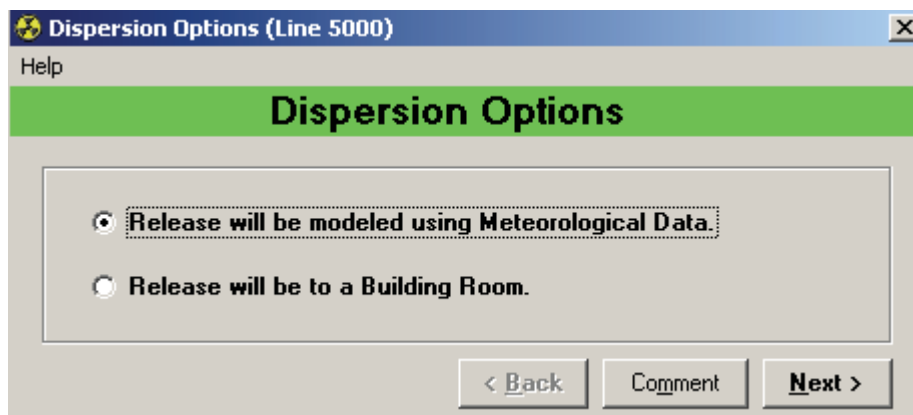 Dispersion Options (Line 5000)
Help
Dispersion Options
Release will be modeled using Meteorological Data.
Release will be to a Building Room.
< Back Comment Next >